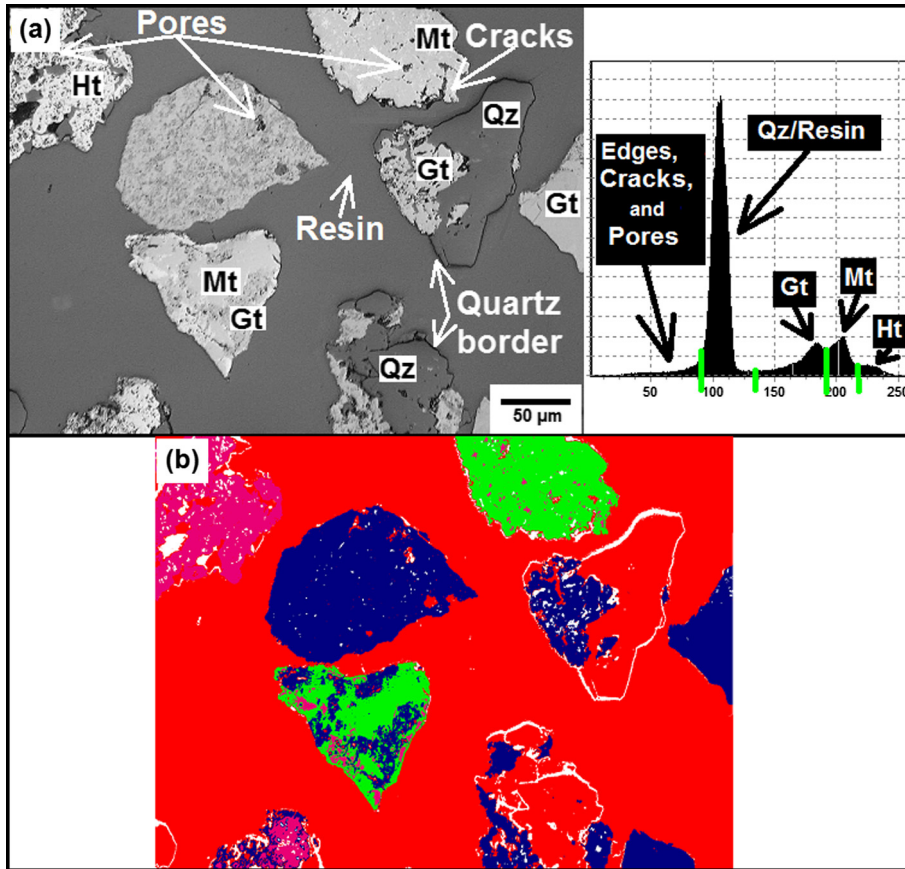 (a)
Pores
Mt
Cracks
Ht
Qz
Gt
Resin
Gt
Mt
Gt
Quartz
border
Qz
50 µm
Qz/Resin
Edges,
Cracks,
and
Pores
Gt
Mt
Ht
50 100 150 200 250
(b)